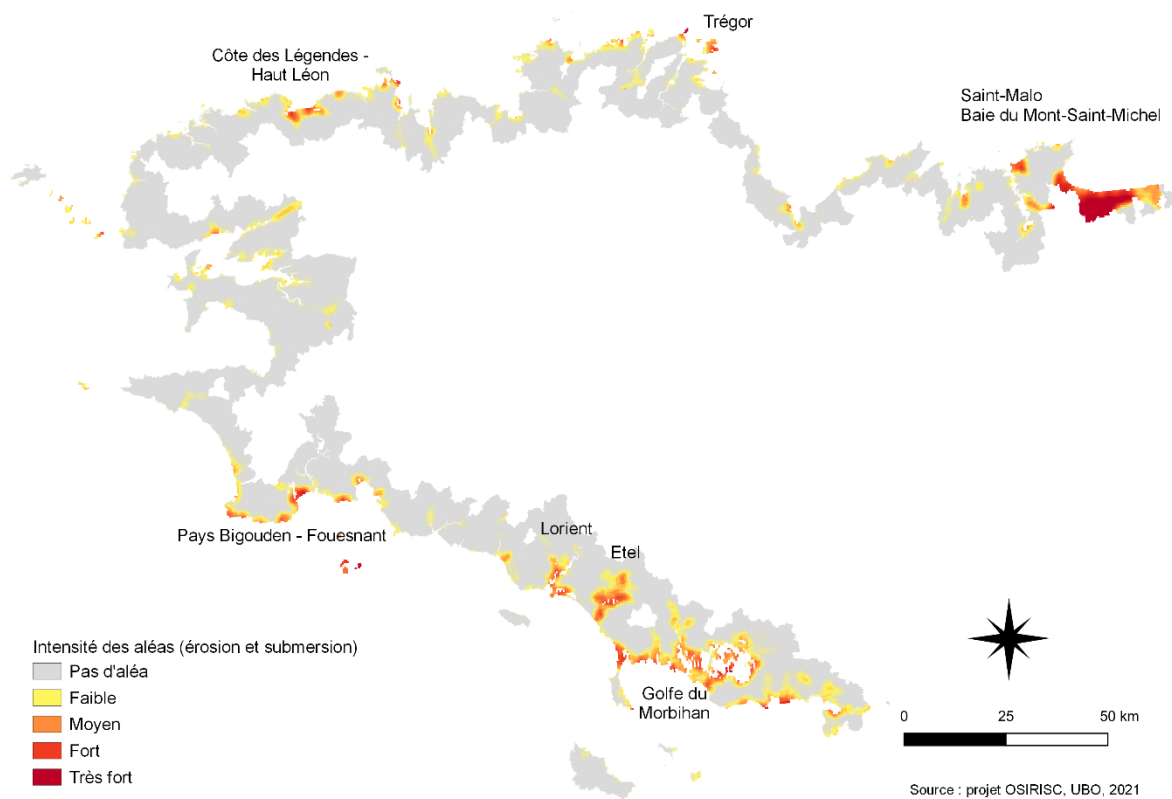 Trégor
Côte des Légendes -
Haut Léon
Saint-Malo
Baie du Mont-Saint-Michel
Pays Bigouden - Fouesnant
Lorient
Etel
Golfe du
Morbihan
Intensité des aléas (érosion et submersion)
Pas d'aléa
Faible
Moyen
Fort
Très fort
0 25 50 km
Source : projet OSIRISC, UBO, 2021